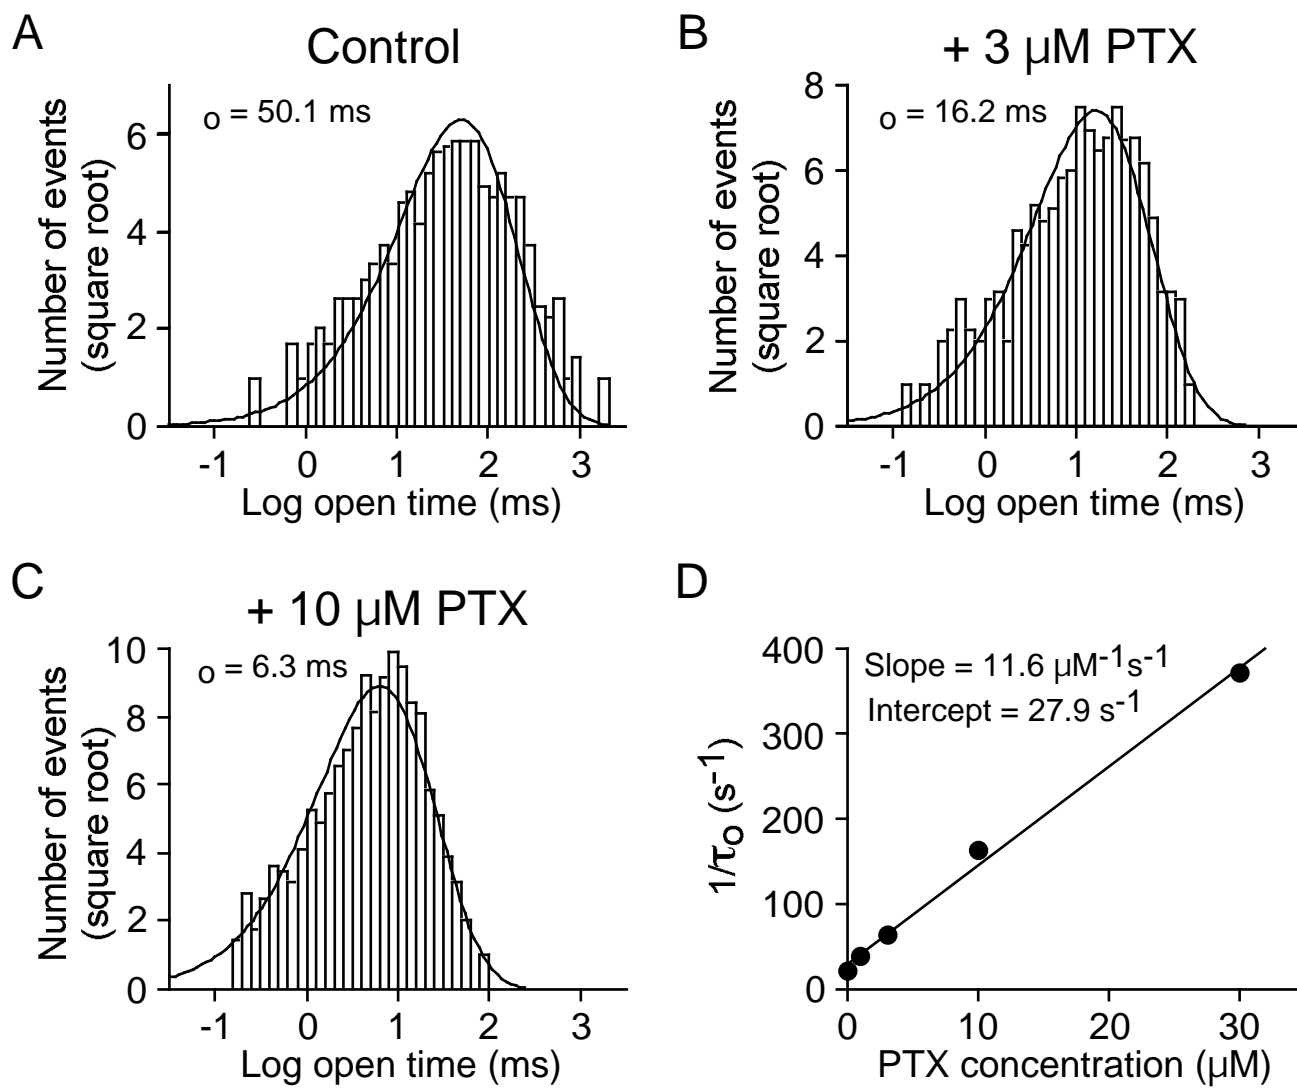 A
Control
Number of events
(square root)
o = 50.1 ms
6
4
2
0
-1 0 1 2 3
Log open time (ms)
B
+ 3 µM PTX
Number of events
(square root)
o = 16.2 ms
8
6
4
2
0
-1 0 1 2 3
Log open time (ms)
C
+ 10 µM PTX
Number of events
(square root)
o = 6.3 ms
10
8
6
4
2
0
-1 0 1 2 3
Log open time (ms)
D
1/τo (s-1)
Slope = 11.6 µM-1s-1
Intercept = 27.9 s-1
400
300
200
100
0
0 10 20 30
PTX concentration (µM)